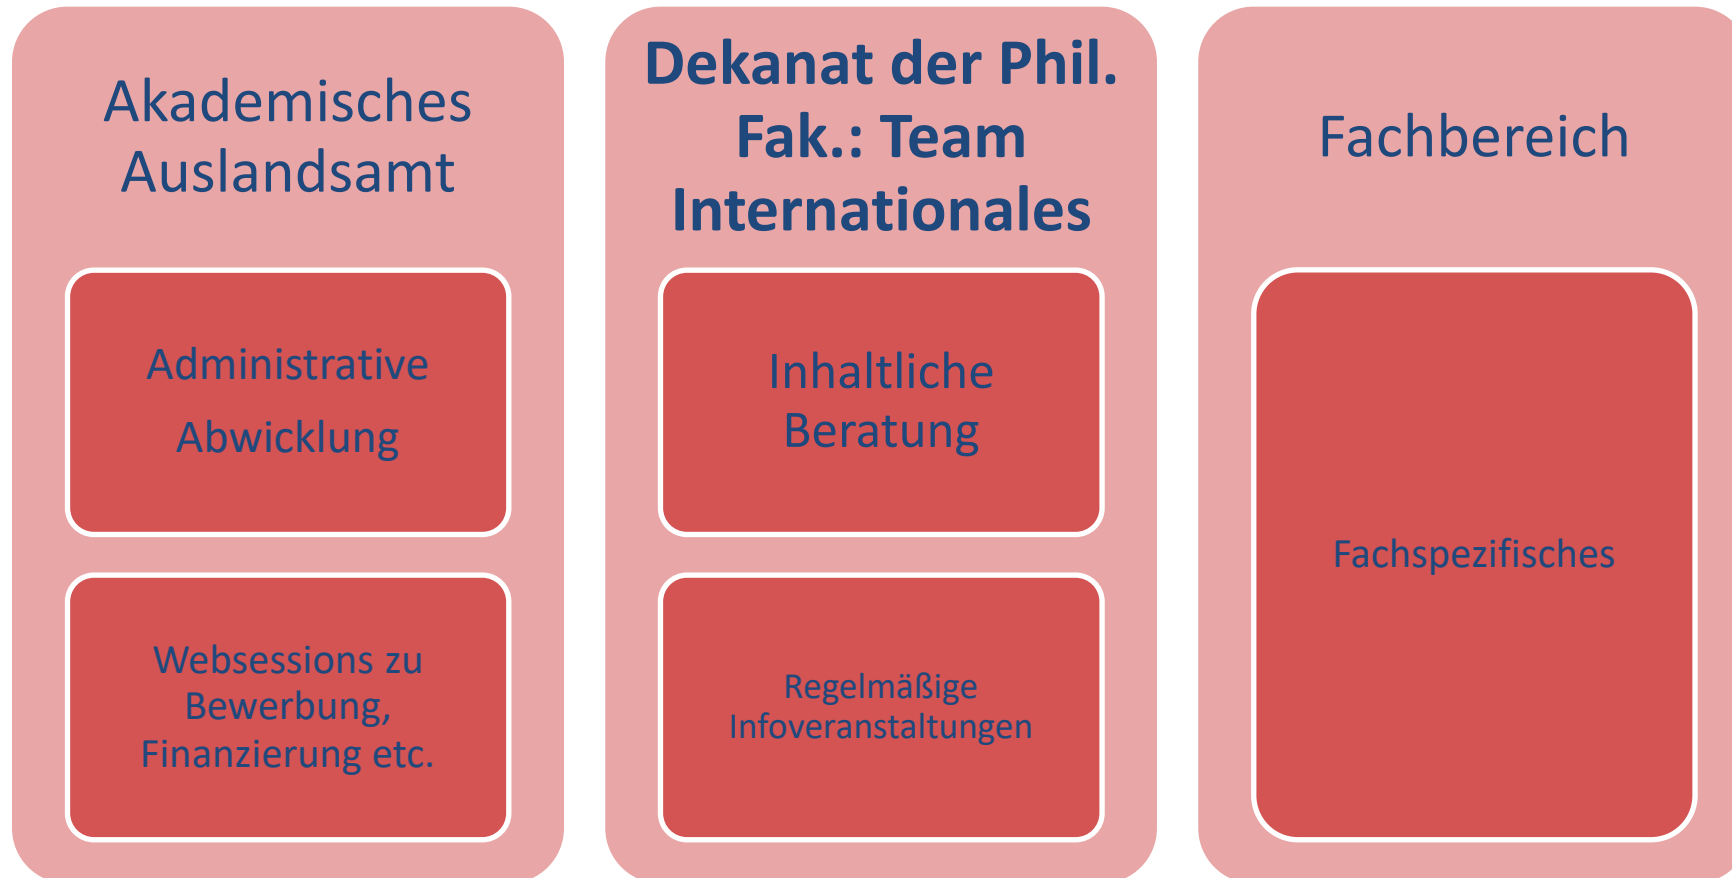 Akademisches
Auslandsamt
Administrative
Abwicklung
Websessions zu
Bewerbung,
Finanzierung etc.
Dekanat der Phil.
Fak.: Team
Internationales
Inhaltliche
Beratung
Regelmäßige
Infoveranstaltungen
Fachbereich
Fachspezifisches